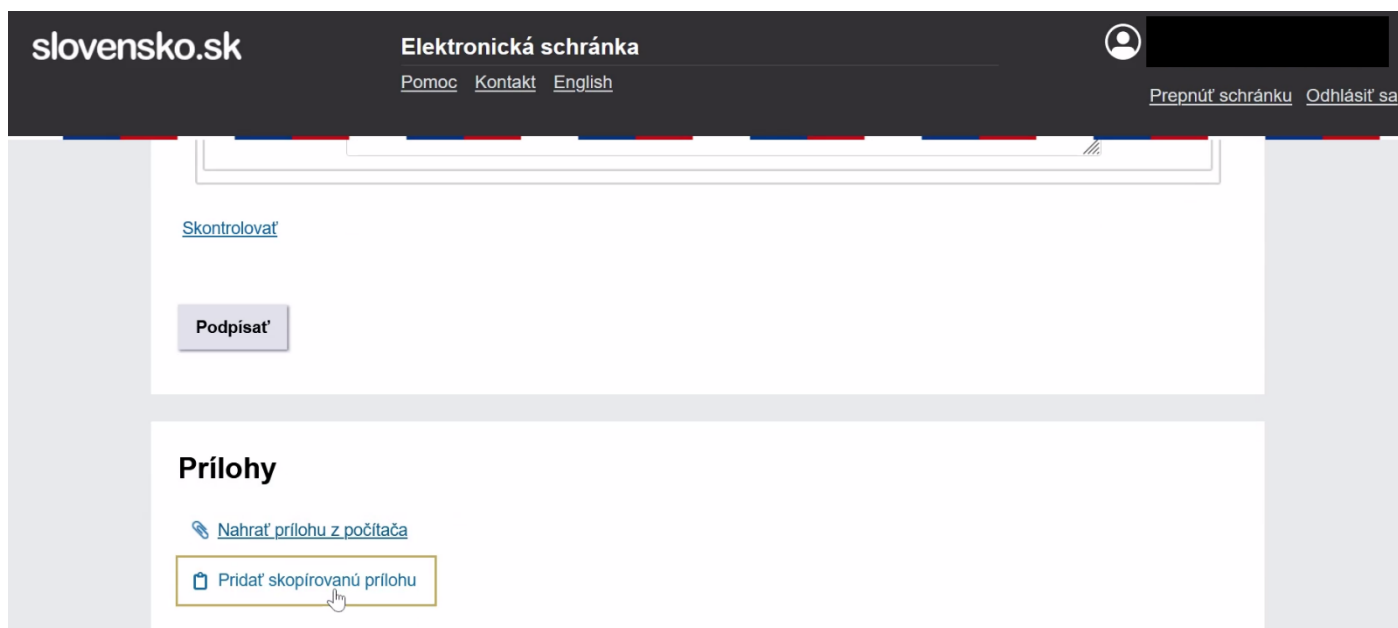 slovensko.sk
Elektronická schránka
Pomoc Kontakt English
Prepnúť schránku Odhlásiť sa
Skontrolovať
Podpísať
Prílohy
Nahrať prílohu z počítača
Pridať skopírovanú prílohu